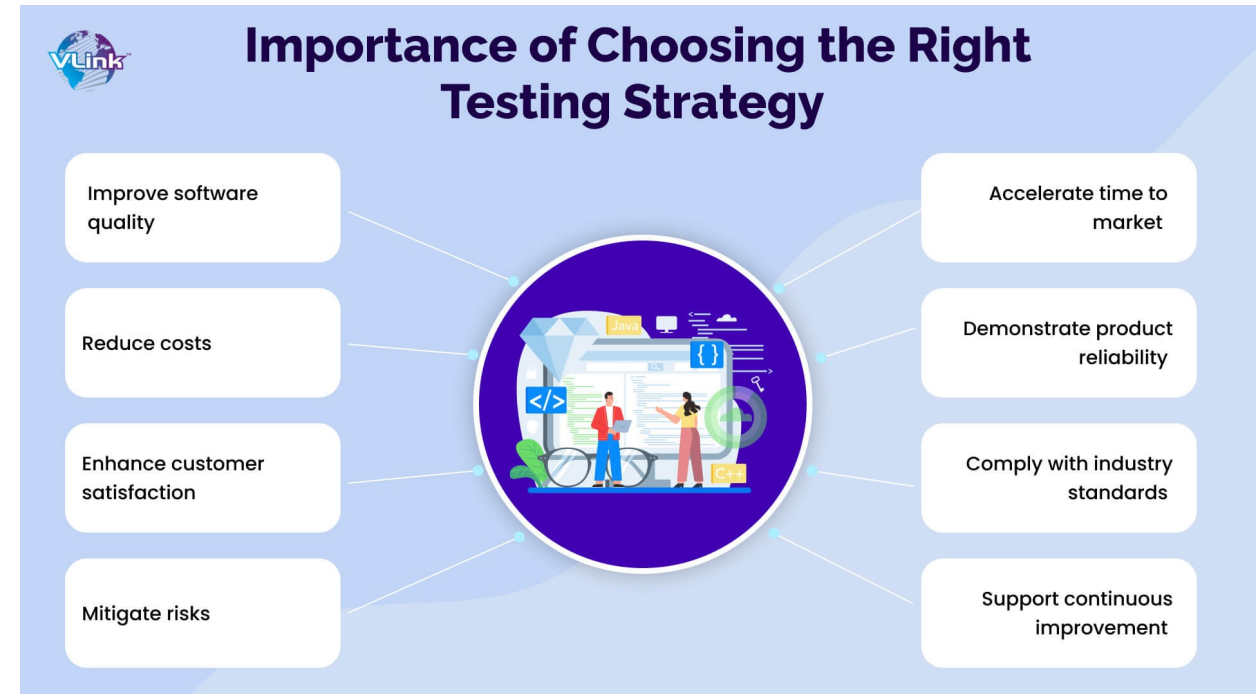 VLink™
Importance of Choosing the Right
Testing Strategy
Improve software
quality
Reduce costs
Enhance customer
satisfaction
Mitigate risks
Java
{ }
</>
C++
Accelerate time to
market
Demonstrate product
reliability
Comply with industry
standards
Support continuous
improvement